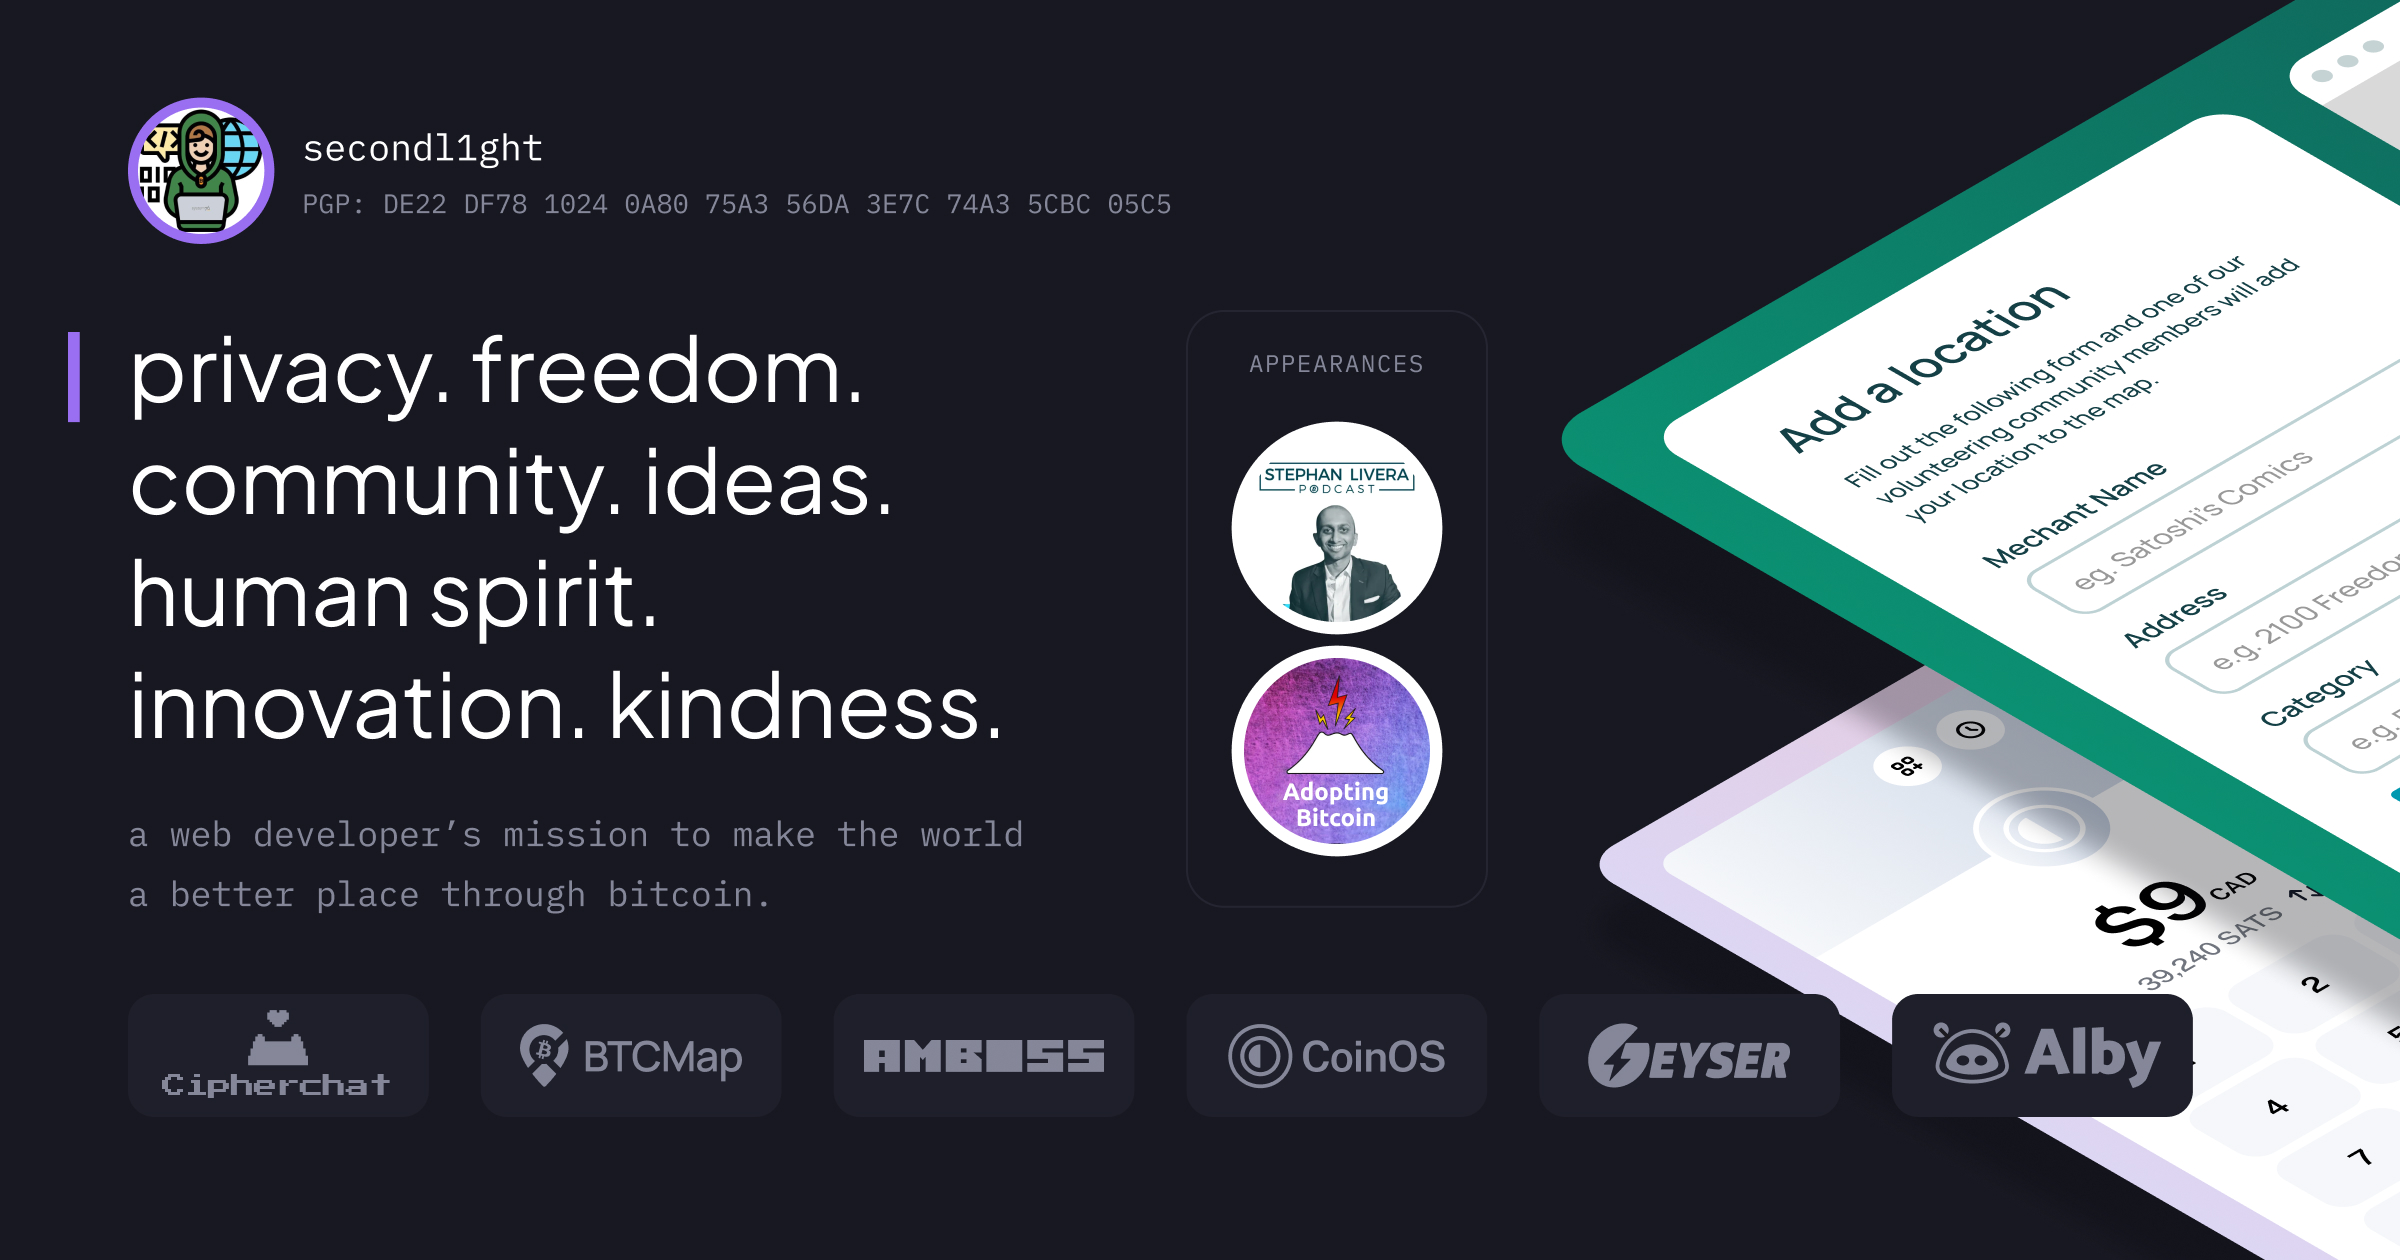 secondl1ght
PGP: DE22 DF78 1024 0A80 75A3 56DA 3E7C 74A3 5CBC 05C5
privacy. freedom.
community. ideas.
human spirit.
innovation. kindness.
a web developer’s mission to make the world
a better place through bitcoin.
APPEARANCES
STEPHAN LIVERA
PODCAST
Adopting
Bitcoin
Add a location
Fill out the following form and one of our
volunteering community members will add
your location to the map.
Mechant Name
eg. Satoshi's Comics
Address
e.g. 2100 Freedo
Category
e.g.
$9 CAD
39,240 SATS
2
4
7
Cipherchat
BTCMap
AMBOSS
CoinOS
GEYSER
Alby